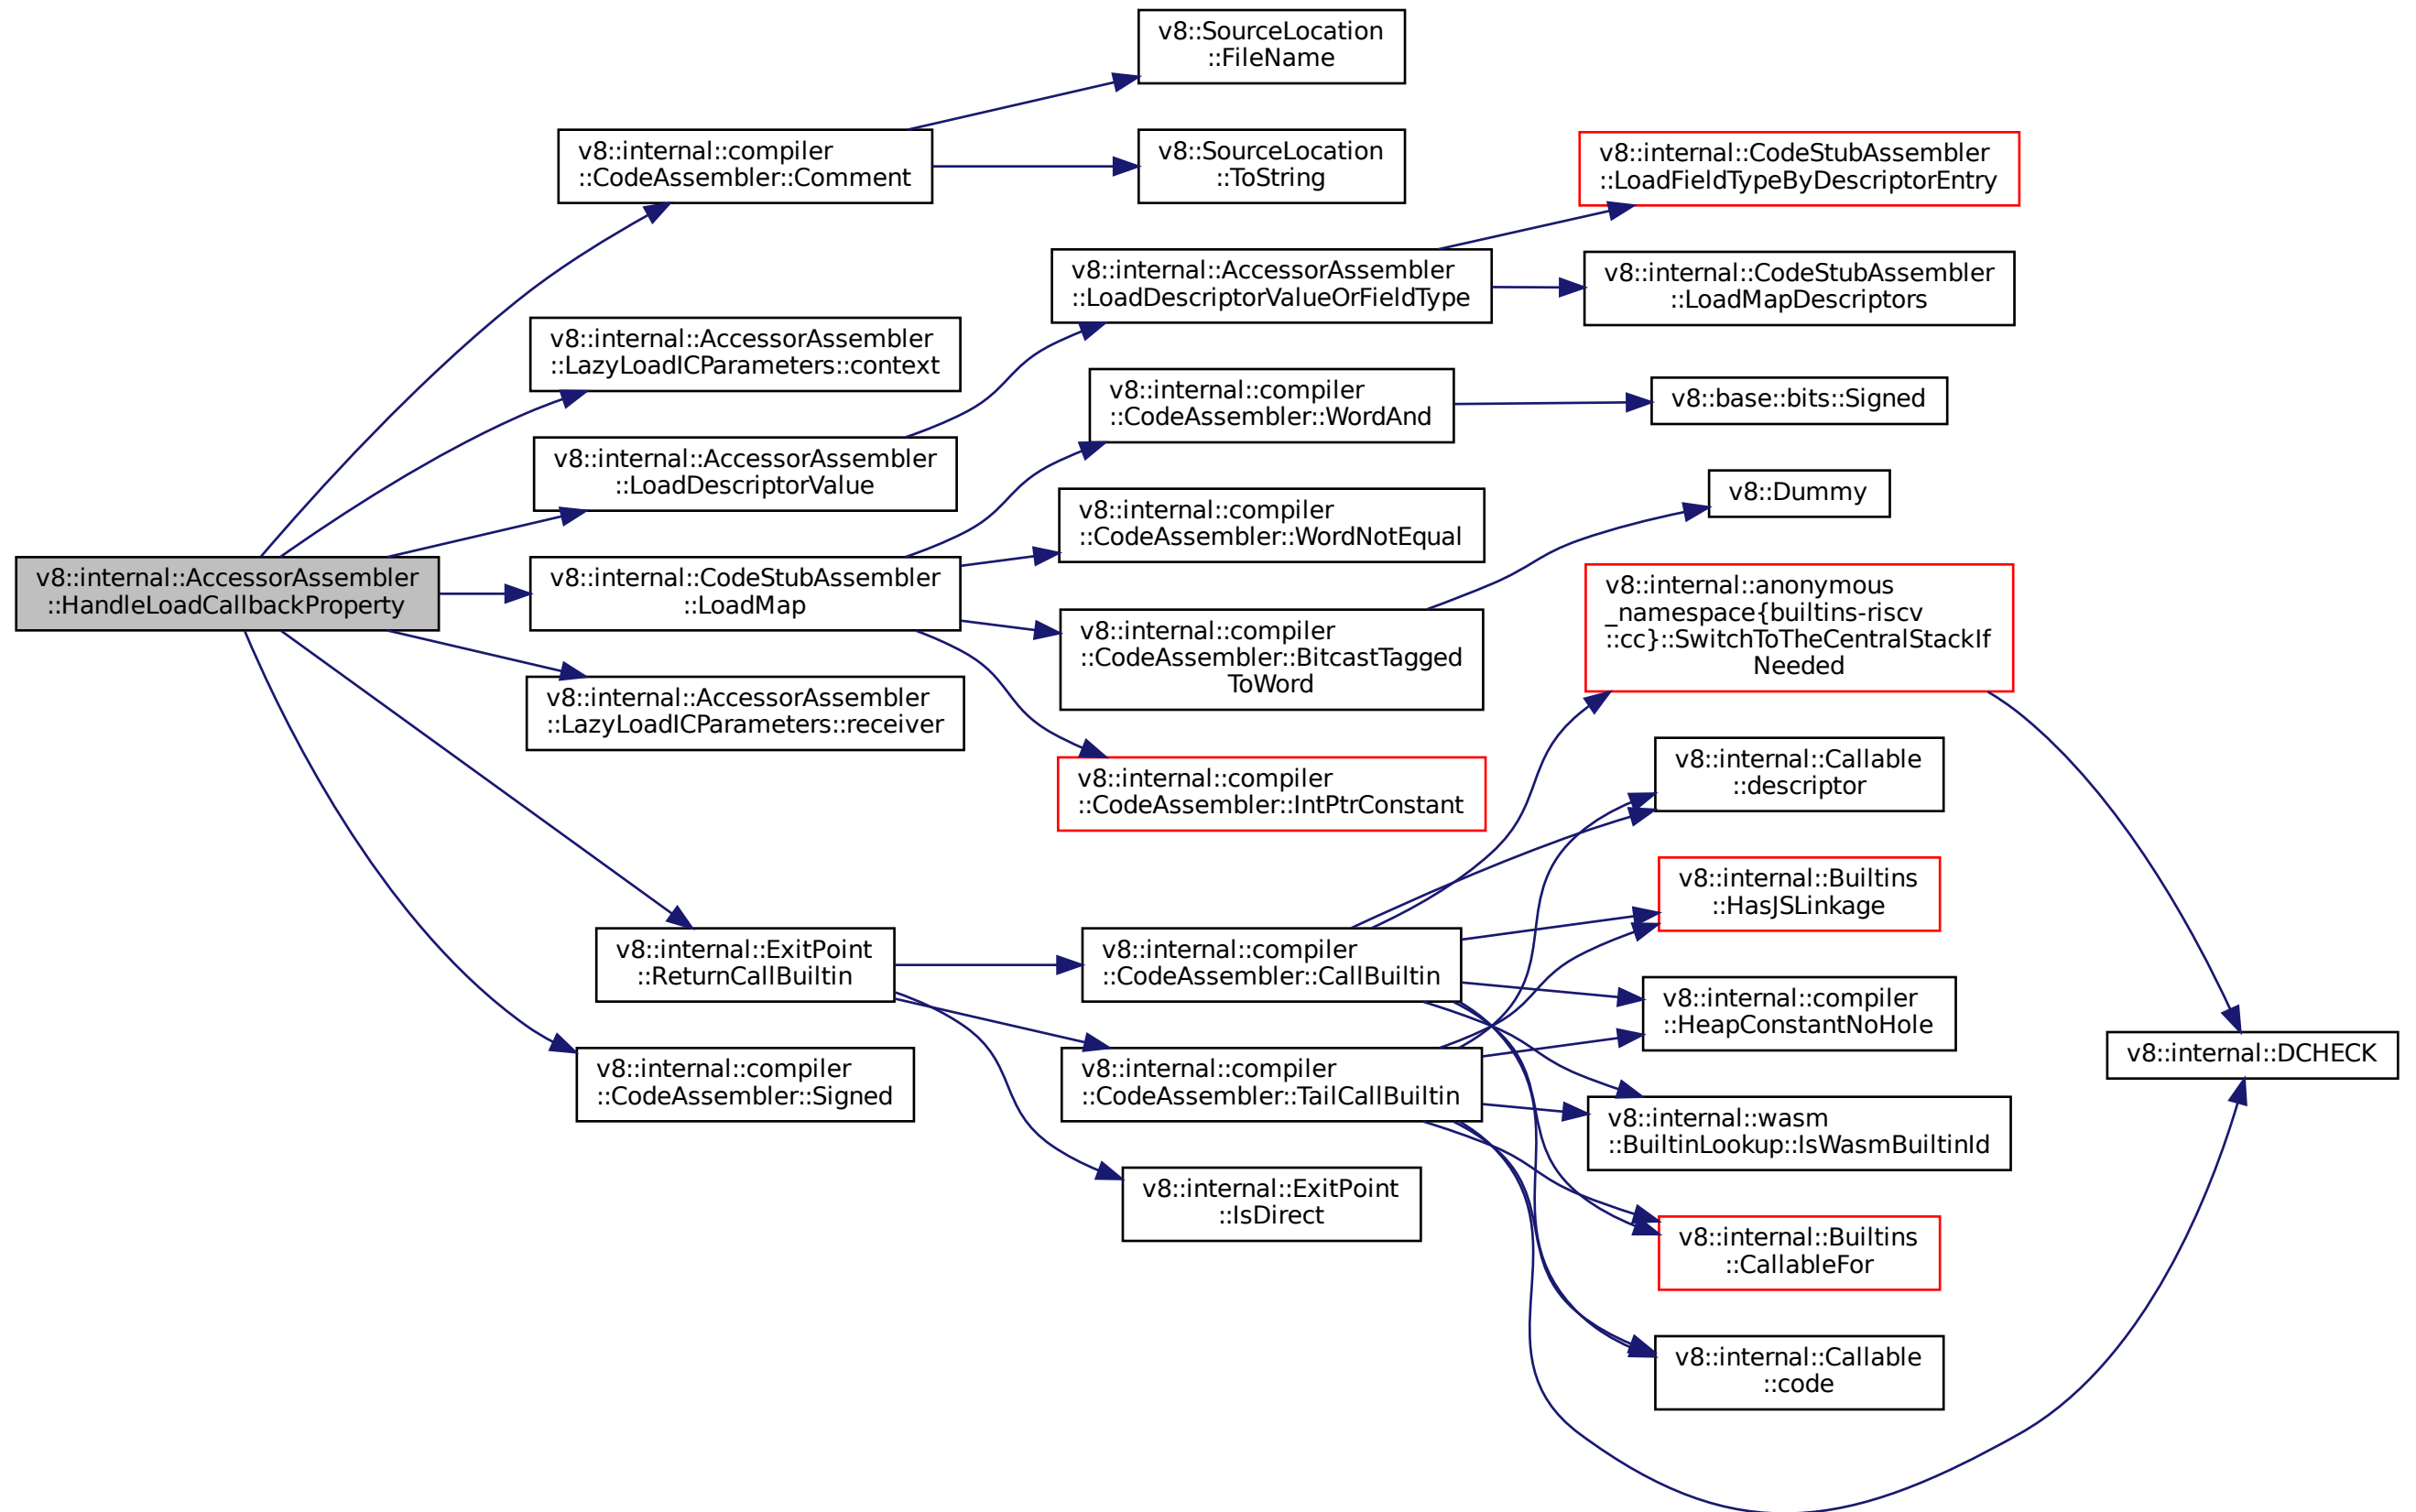 v8::internal::AccessorAssembler
::HandleLoadCallbackProperty
v8::internal::compiler
::CodeAssembler::Comment
v8::SourceLocation
::FileName
v8::SourceLocation
::ToString
v8::internal::AccessorAssembler
::LazyLoadICParameters::context
v8::internal::AccessorAssembler
::LoadDescriptorValue
v8::internal::AccessorAssembler
::LoadDescriptorValueOrFieldType
v8::internal::CodeStubAssembler
::LoadFieldTypeByDescriptorEntry
v8::internal::CodeStubAssembler
::LoadMapDescriptors
v8::internal::CodeStubAssembler
::LoadMap
v8::internal::compiler
::CodeAssembler::WordAnd
v8::base::bits::Signed
v8::internal::compiler
::CodeAssembler::WordNotEqual
v8::internal::compiler
::CodeAssembler::BitcastTagged
ToWord
v8::Dummy
v8::internal::compiler
::CodeAssembler::IntPtrConstant
v8::internal::AccessorAssembler
::LazyLoadICParameters::receiver
v8::internal::ExitPoint
::ReturnCallBuiltin
v8::internal::compiler
::CodeAssembler::CallBuiltin
v8::internal::compiler
::CodeAssembler::TailCallBuiltin
v8::internal::ExitPoint
::IsDirect
v8::internal::compiler
::CodeAssembler::Signed
v8::internal::anonymous
_namespace{builtins-riscv
::cc}::SwitchToTheCentralStackIf
Needed
v8::internal::Callable
::descriptor
v8::internal::Builtins
::HasJSLinkage
v8::internal::compiler
::HeapConstantNoHole
v8::internal::wasm
::BuiltinLookup::IsWasmBuiltinId
v8::internal::Builtins
::CallableFor
v8::internal::Callable
::code
v8::internal::DCHECK